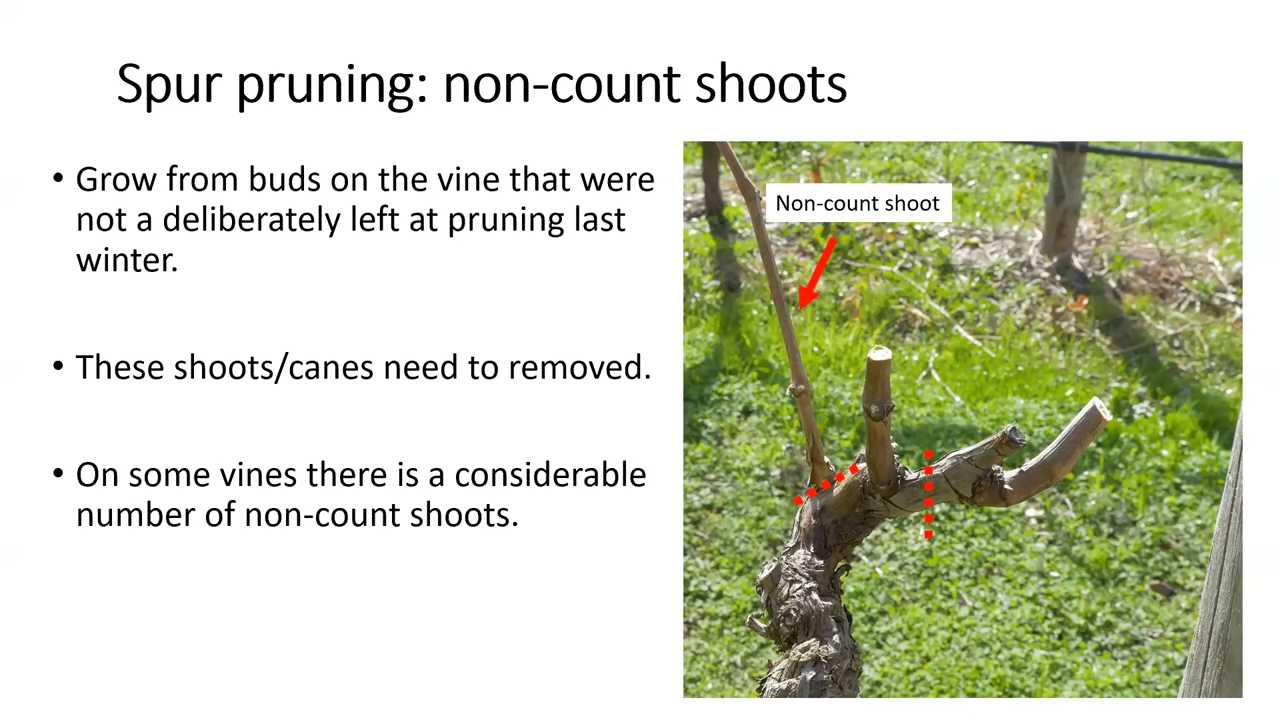 Spur pruning: non-count shoots
• Grow from buds on the vine that were
not a deliberately left at pruning last
winter.
• These shoots/canes need to removed.
• On some vines there is a considerable
number of non-count shoots.
Non-count shoot